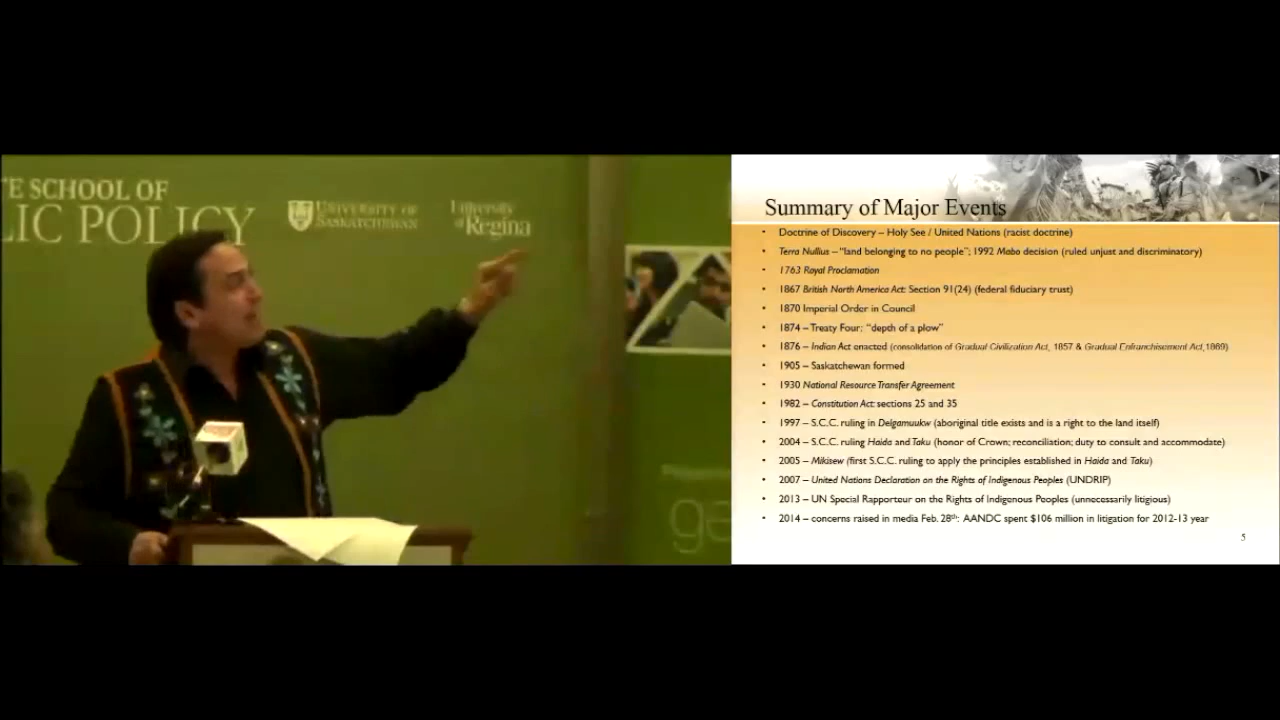 TE SCHOOL OF
LIC POLICY
UNIVERSITY OF
SASKATCHEWAN
University
of Regina
Summary of Major Events
• Doctrine of Discovery – Holy See / United Nations (racist doctrine)
• Terra Nullius – “land belonging to no people”; 1992 Mabo decision (ruled unjust and discriminatory)
• 1763 Royal Proclamation
• 1867 British North America Act: Section 91(24) (federal fiduciary trust)
• 1870 Imperial Order in Council
• 1874 – Treaty Four: “depth of a plow”
• 1876 – Indian Act enacted (consolidation of Gradual Civilization Act, 1857 & Gradual Enfranchisement Act,1869)
• 1905 – Saskatchewan formed
• 1930 National Resource Transfer Agreement
• 1982 – Constitution Act: sections 25 and 35
• 1997 – S.C.C. ruling in Delgamuukw (aboriginal title exists and is a right to the land itself)
• 2004 – S.C.C. ruling Haida and Taku (honor of Crown; reconciliation; duty to consult and accommodate)
• 2005 – Mikisew (first S.C.C. ruling to apply the principles established in Haida and Taku)
• 2007 – United Nations Declaration on the Rights of Indigenous Peoples (UNDRIP)
• 2013 – UN Special Rapporteur on the Rights of Indigenous Peoples (unnecessarily litigious)
• 2014 – concerns raised in media Feb. 28th: AANDC spent $106 million in litigation for 2012-13 year
5
ga